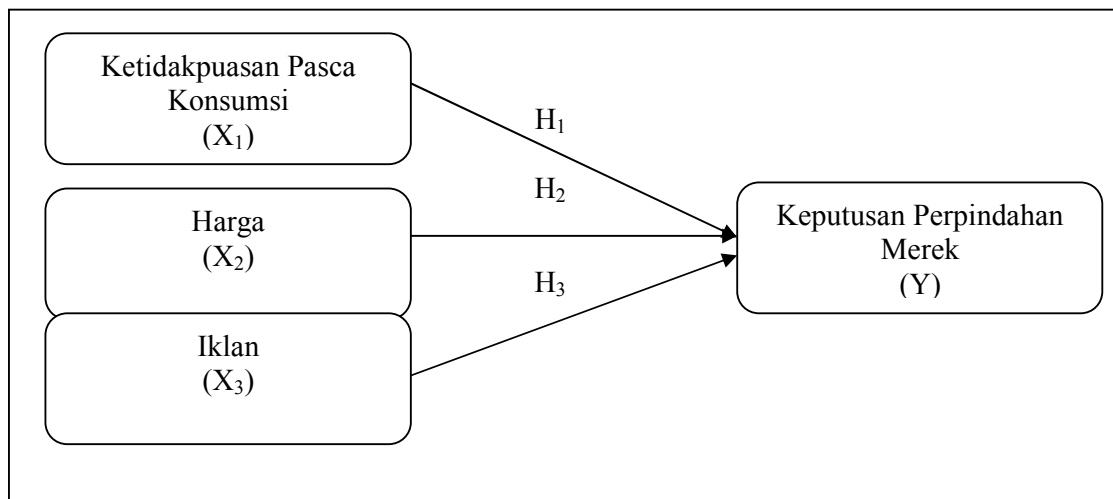 Ketidakpuasan Pasca
Konsumsi
(X₁)
H₁
H₂
Harga
(X₂)
Keputusan Perpindahan
Merek
(Y)
H₃
Iklan
(X₃)